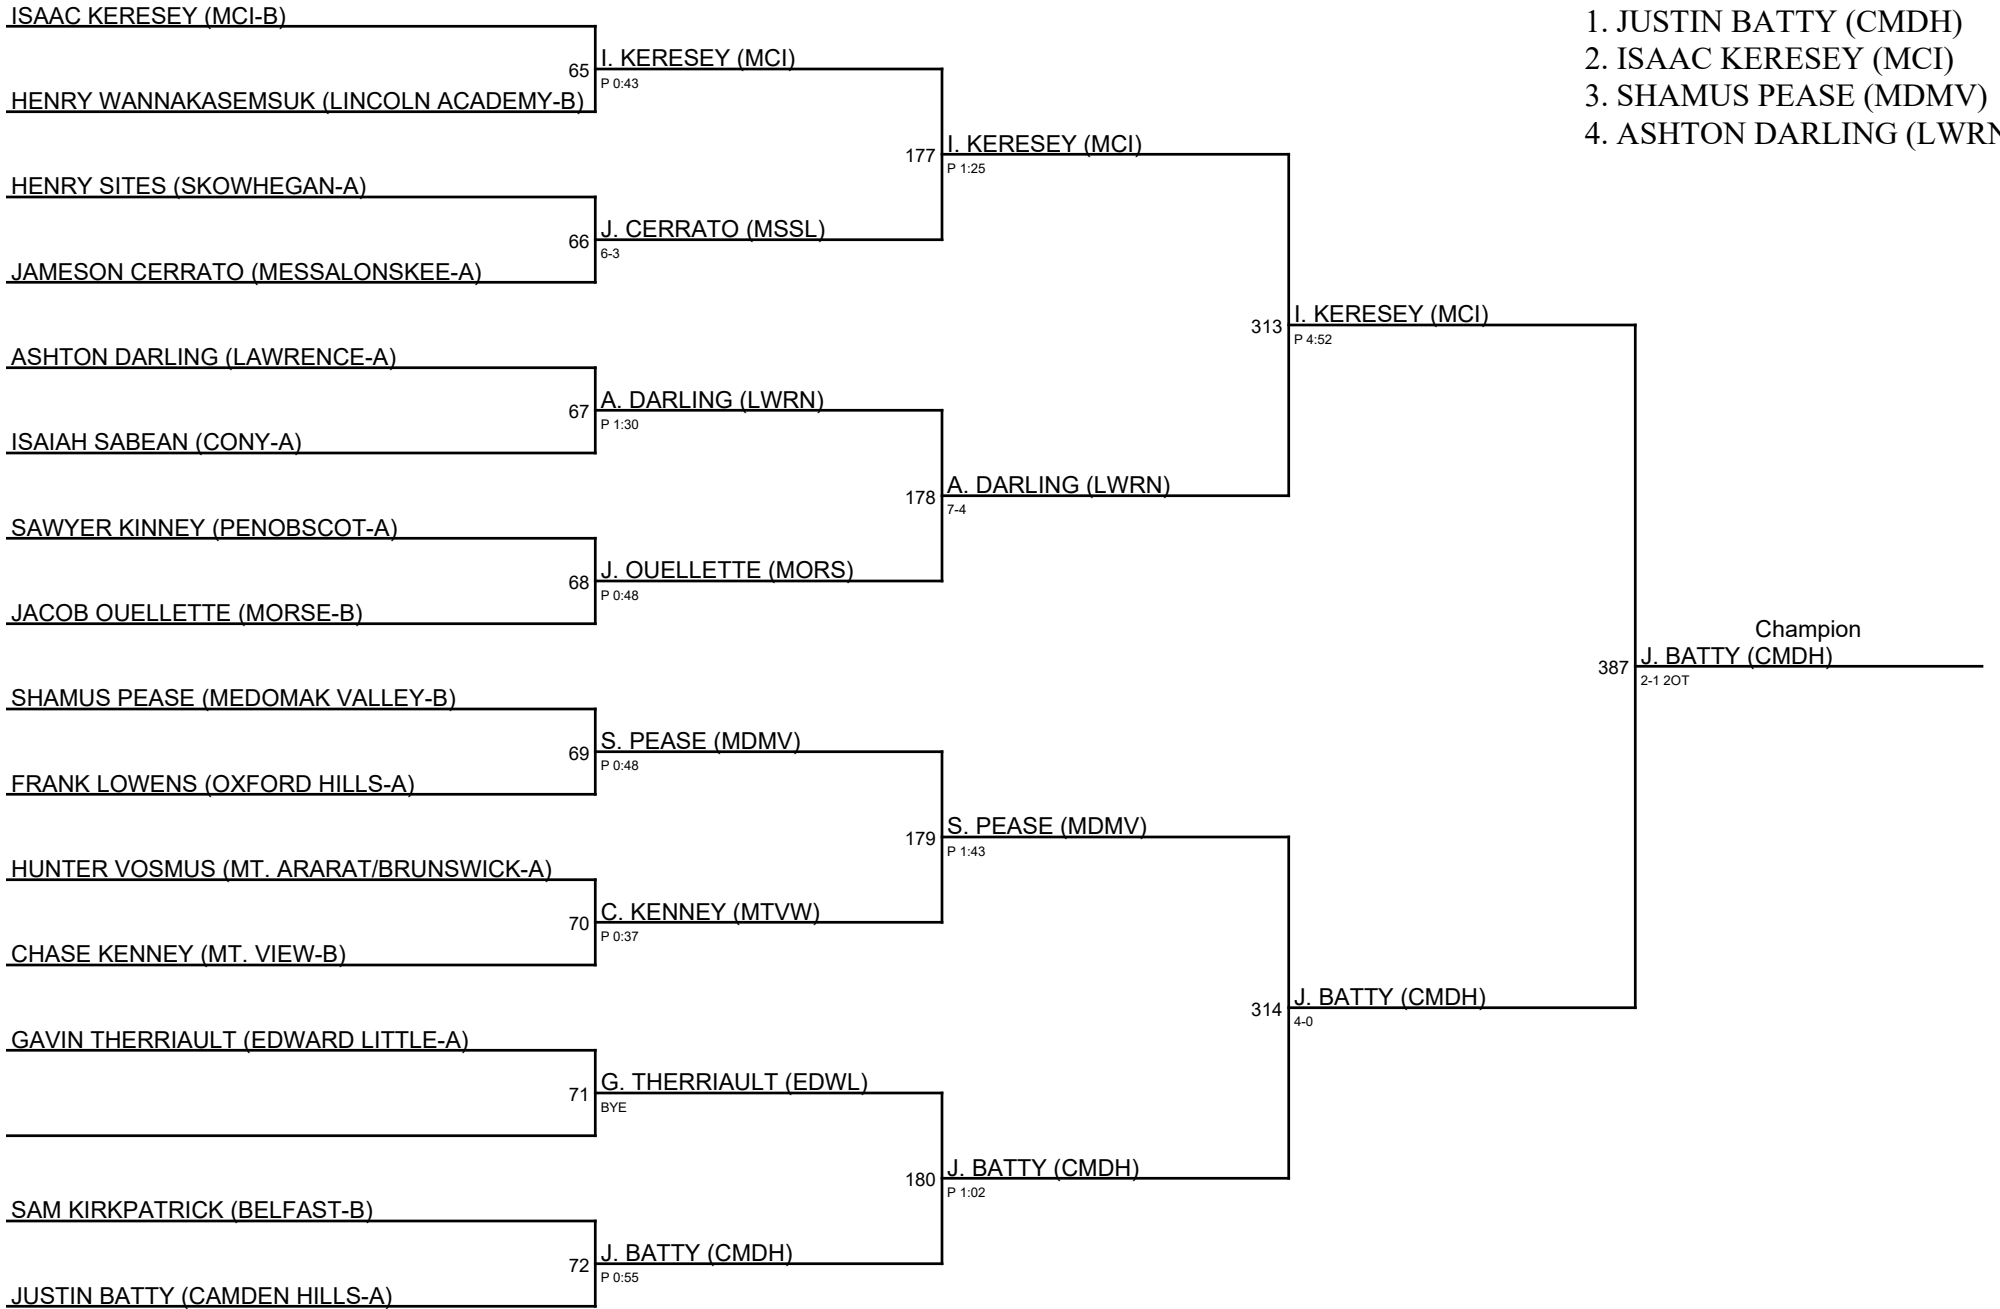 ISAAC KERESEY (MCI-B)
HENRY WANNAKASEMSUK (LINCOLN ACADEMY-B)
HENRY SITES (SKOWHEGAN-A)
JAMESON CERRATO (MESSALONSKEE-A)
ASHTON DARLING (LAWRENCE-A)
ISAIAH SABEAN (CONY-A)
SAWYER KINNEY (PENOBSCOT-A)
JACOB OUELLETTE (MORSE-B)
SHAMUS PEASE (MEDOMAK VALLEY-B)
FRANK LOWENS (OXFORD HILLS-A)
HUNTER VOSMUS (MT. ARARAT/BRUNSWICK-A)
CHASE KENNEY (MT. VIEW-B)
GAVIN THERRIAULT (EDWARD LITTLE-A)
SAM KIRKPATRICK (BELFAST-B)
JUSTIN BATTY (CAMDEN HILLS-A)
65 I. KERESEY (MCI)
P 0:43
66 J. CERRATO (MSSL)
6-3
67 A. DARLING (LWRN)
P 1:30
68 J. OUELLETTE (MORS)
P 0:48
69 S. PEASE (MDMV)
P 0:48
70 C. KENNEY (MTVW)
P 0:37
71 G. THERRIAULT (EDWL)
BYE
72 J. BATTY (CMDH)
P 0:55
177 I. KERESEY (MCI)
P 1:25
178 A. DARLING (LWRN)
7-4
179 S. PEASE (MDMV)
P 1:43
180 J. BATTY (CMDH)
P 1:02
313 I. KERESEY (MCI)
P 4:52
314 J. BATTY (CMDH)
4-0
Champion
387 J. BATTY (CMDH)
2-1 2OT
1. JUSTIN BATTY (CMDH)
2. ISAAC KERESEY (MCI)
3. SHAMUS PEASE (MDMV)
4. ASHTON DARLING (LWRN